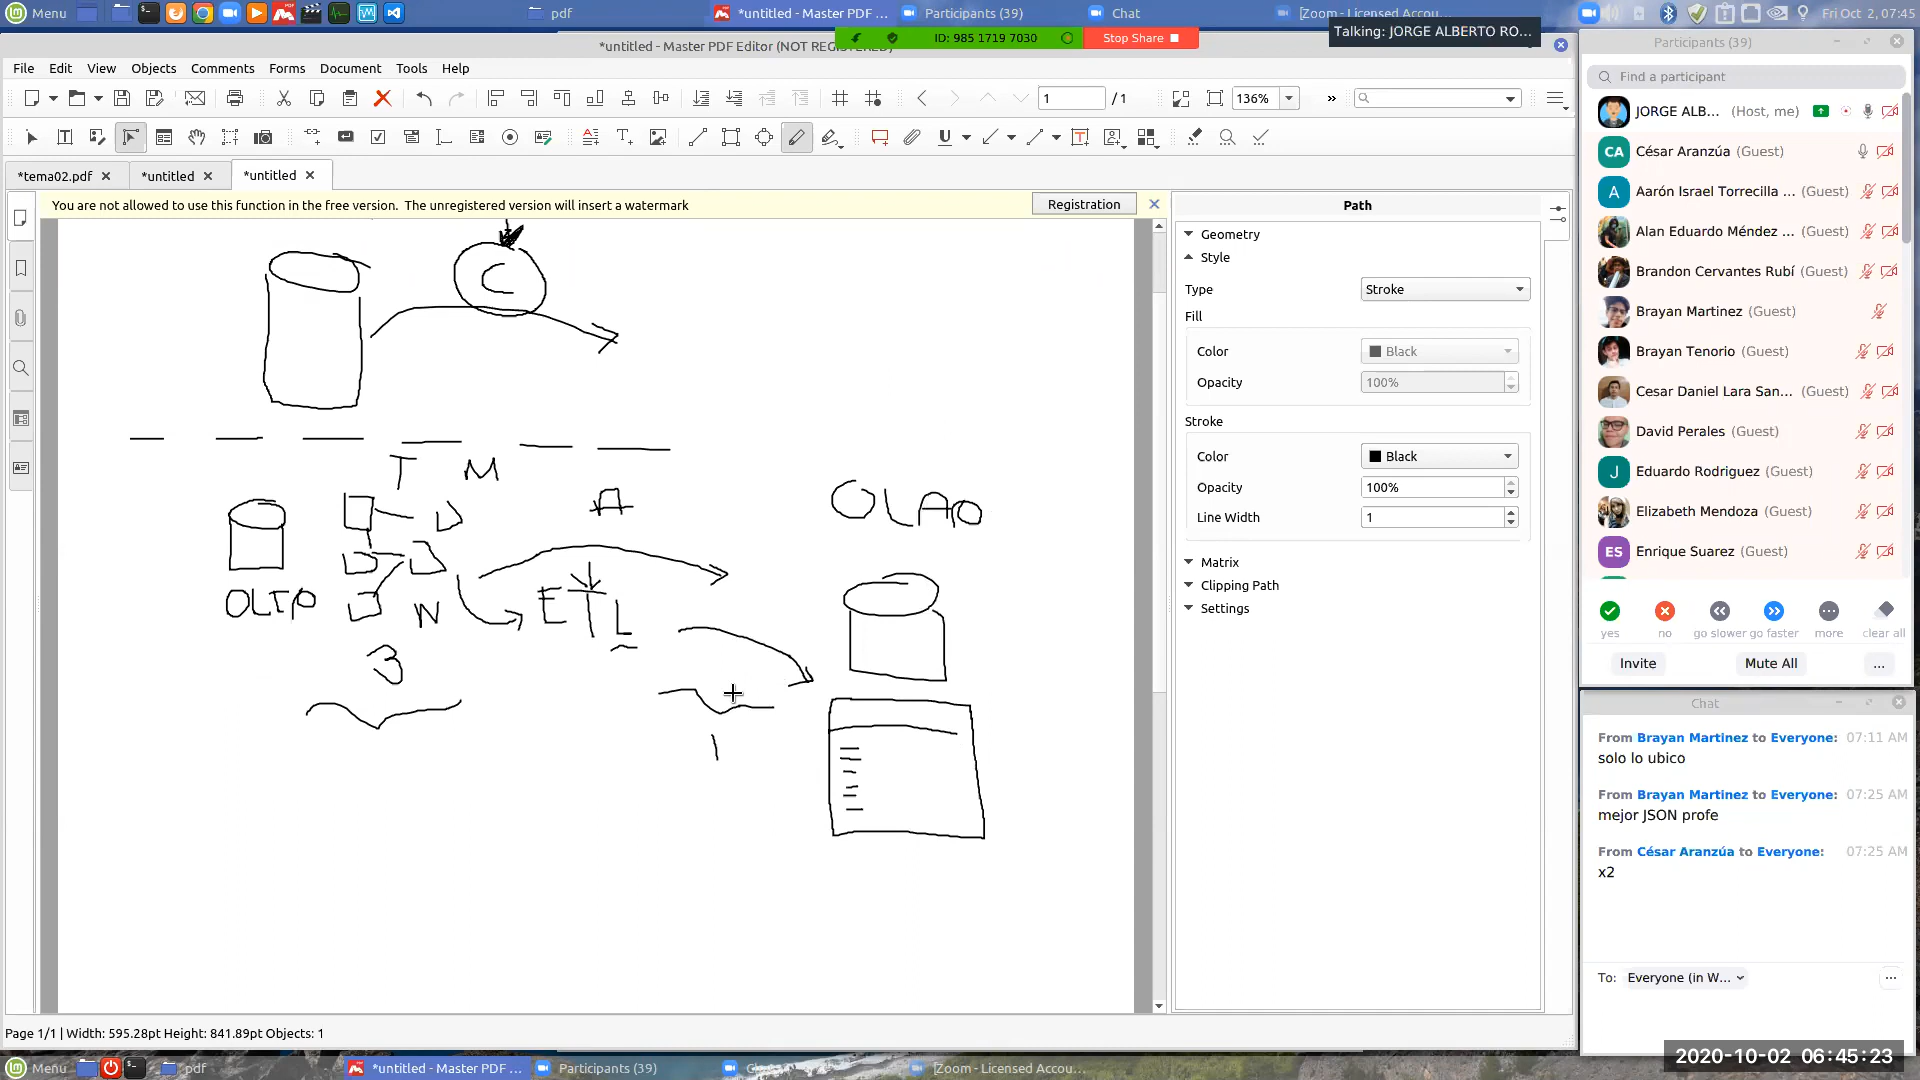 Menu
pdf
*untitled - Master PDF ...
Participants (39)
Chat
[Zoom - Licensed Accou...
Fri Oct 2, 07:45
*untitled - Master PDF Editor (NOT REGISTERED)
ID: 985 1719 7030
Stop Share
Talking: JORGE ALBERTO RO...
File Edit View Objects Comments Forms Document Tools Help
1 / 1
136%
*tema02.pdf
*untitled
*untitled
You are not allowed to use this function in the free version. The unregistered version will insert a watermark
Registration
C
T M
A
OLTP
N
3
ETL
1
OLAP
Path
Geometry
Style
Type Stroke
Fill
Color Black
Opacity 100%
Stroke
Color Black
Opacity 100%
Line Width 1
Matrix
Clipping Path
Settings
Participants (39)
Find a participant
JORGE ALB... (Host, me)
CA César Aranzúa (Guest)
A Aarón Israel Torrecilla ... (Guest)
Alan Eduardo Méndez ... (Guest)
Brandon Cervantes Rubí (Guest)
Brayan Martinez (Guest)
Brayan Tenorio (Guest)
Cesar Daniel Lara San... (Guest)
David Perales (Guest)
J Eduardo Rodriguez (Guest)
Elizabeth Mendoza (Guest)
ES Enrique Suarez (Guest)
yes no go slower go faster more clear all
Invite Mute All ...
Chat
From Brayan Martinez to Everyone: 07:11 AM
solo lo ubico
From Brayan Martinez to Everyone: 07:25 AM
mejor JSON profe
From César Aranzúa to Everyone: 07:25 AM
x2
To: Everyone (in W...
Page 1/1 | Width: 595.28pt Height: 841.89pt Objects: 1
Menu
pdf
*untitled - Master PDF ...
Participants (39)
[Zoom - Licensed Accou...
2020-10-02 06:45:23